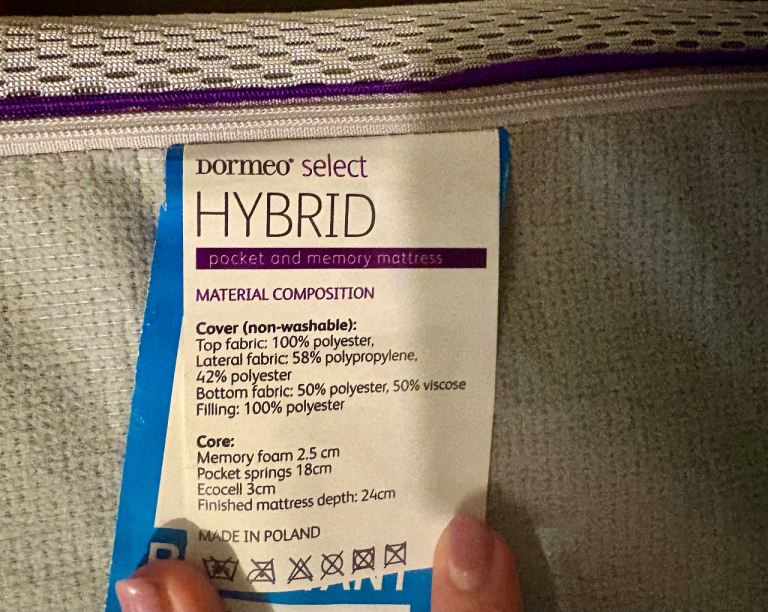 Dormeo® select
HYBRID
pocket and memory mattress
MATERIAL COMPOSITION
Cover (non-washable):
Top fabric: 100% polyester,
Lateral fabric: 58% polypropylene,
42% polyester
Bottom fabric: 50% polyester, 50% viscose
Filling: 100% polyester
Core:
Memory foam 2,5 cm
Pocket springs 18cm
Ecocell 3cm
Finished mattress depth: 24cm
MADE IN POLAND